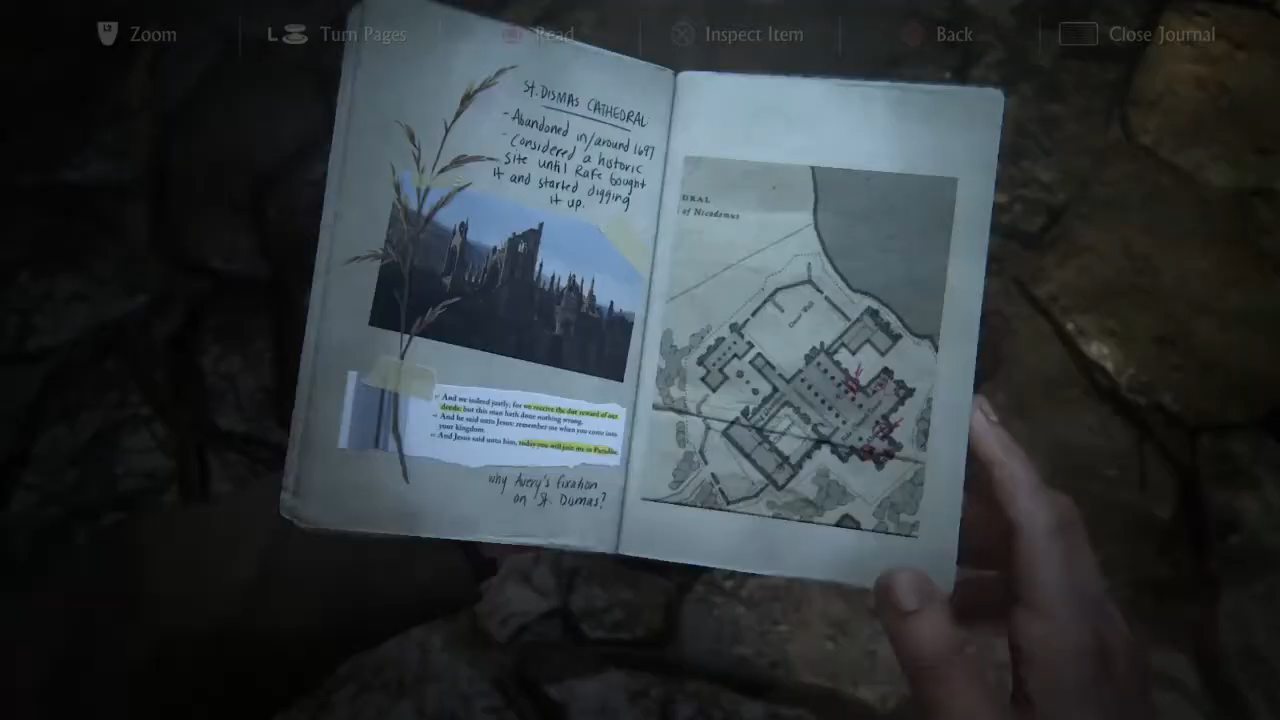 L2 Zoom
L Turn Pages
Read
Inspect Item
Back
Close Journal
St. DISMAS CATHEDRAL
- Abandoned in/around 1697
- Considered a historic
site until Rafe bought
it and started digging
it up.
And we indeed justly; for we receive the due reward of our
deeds: but this man hath done nothing wrong.
And he said unto Jesus: remember me when you come into
your kingdom.
And Jesus said unto him, today you will join me in Paradise.
why Avery's fixation
on St. Dismas?
DRAL
of Nicodemus